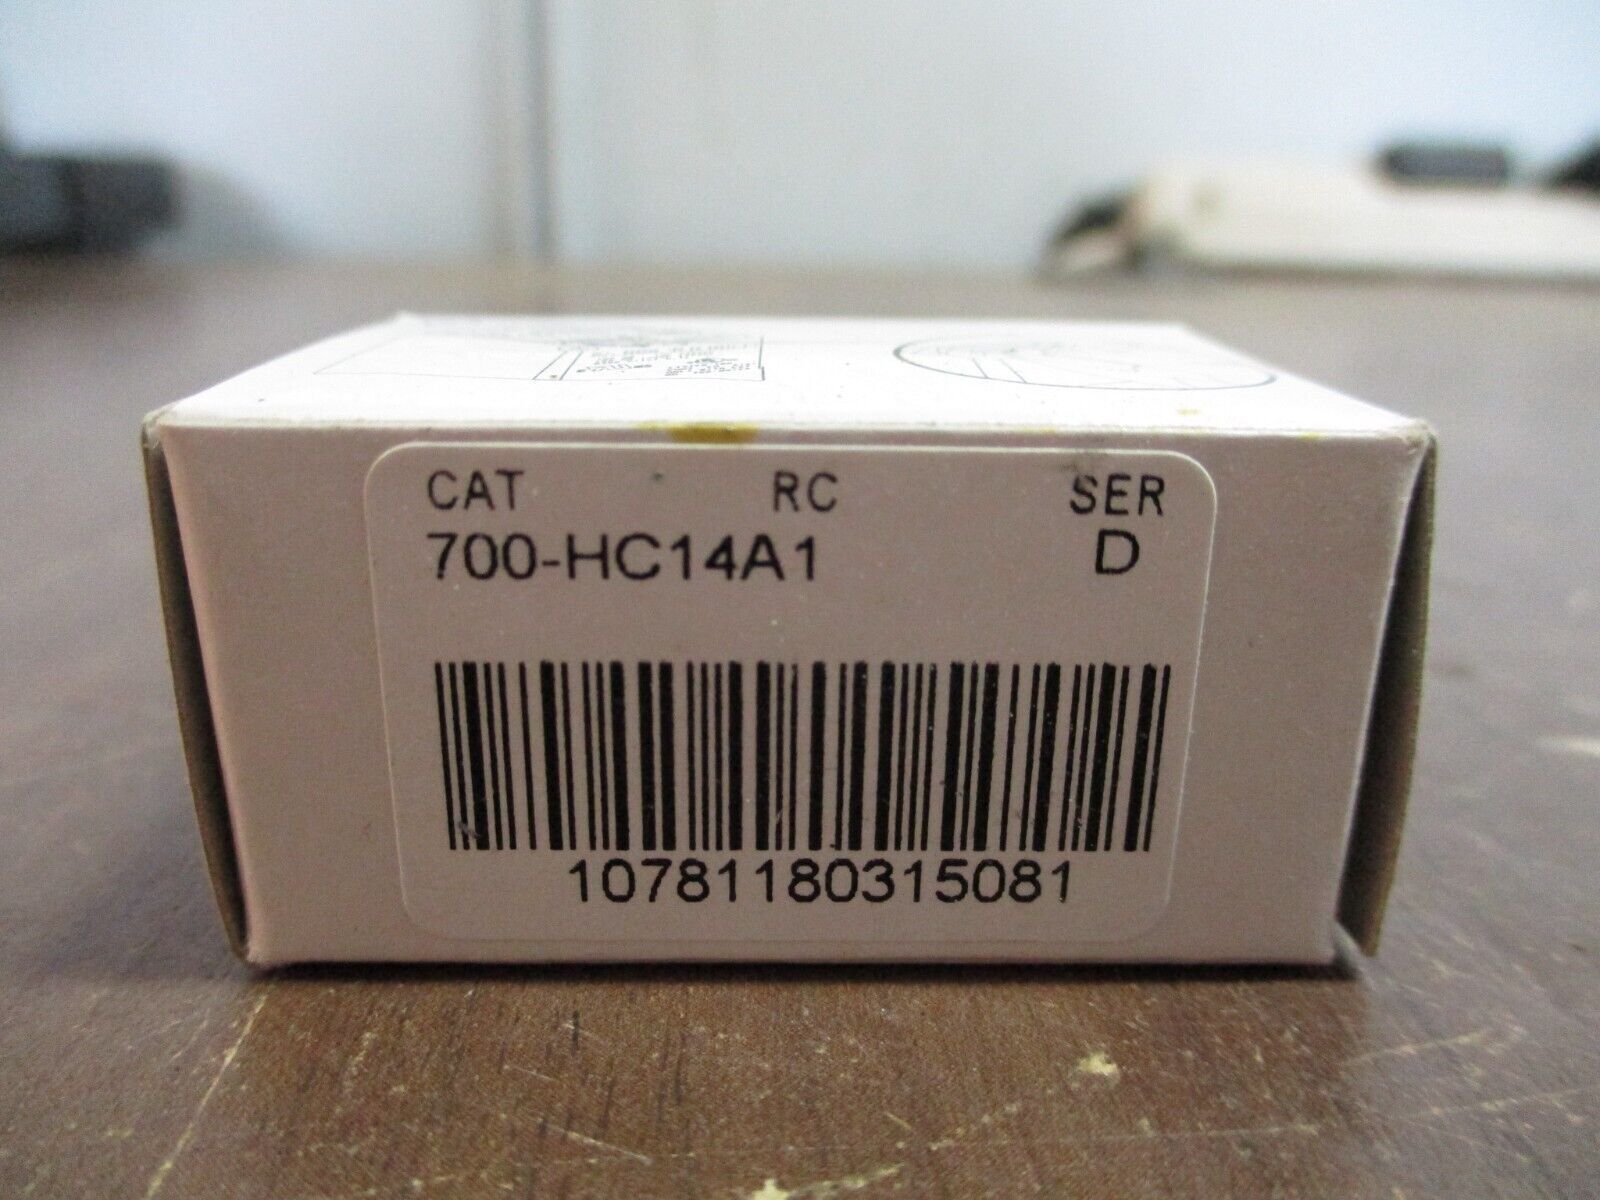 CAT RC SER
700-HC14A1 D
10781180315081